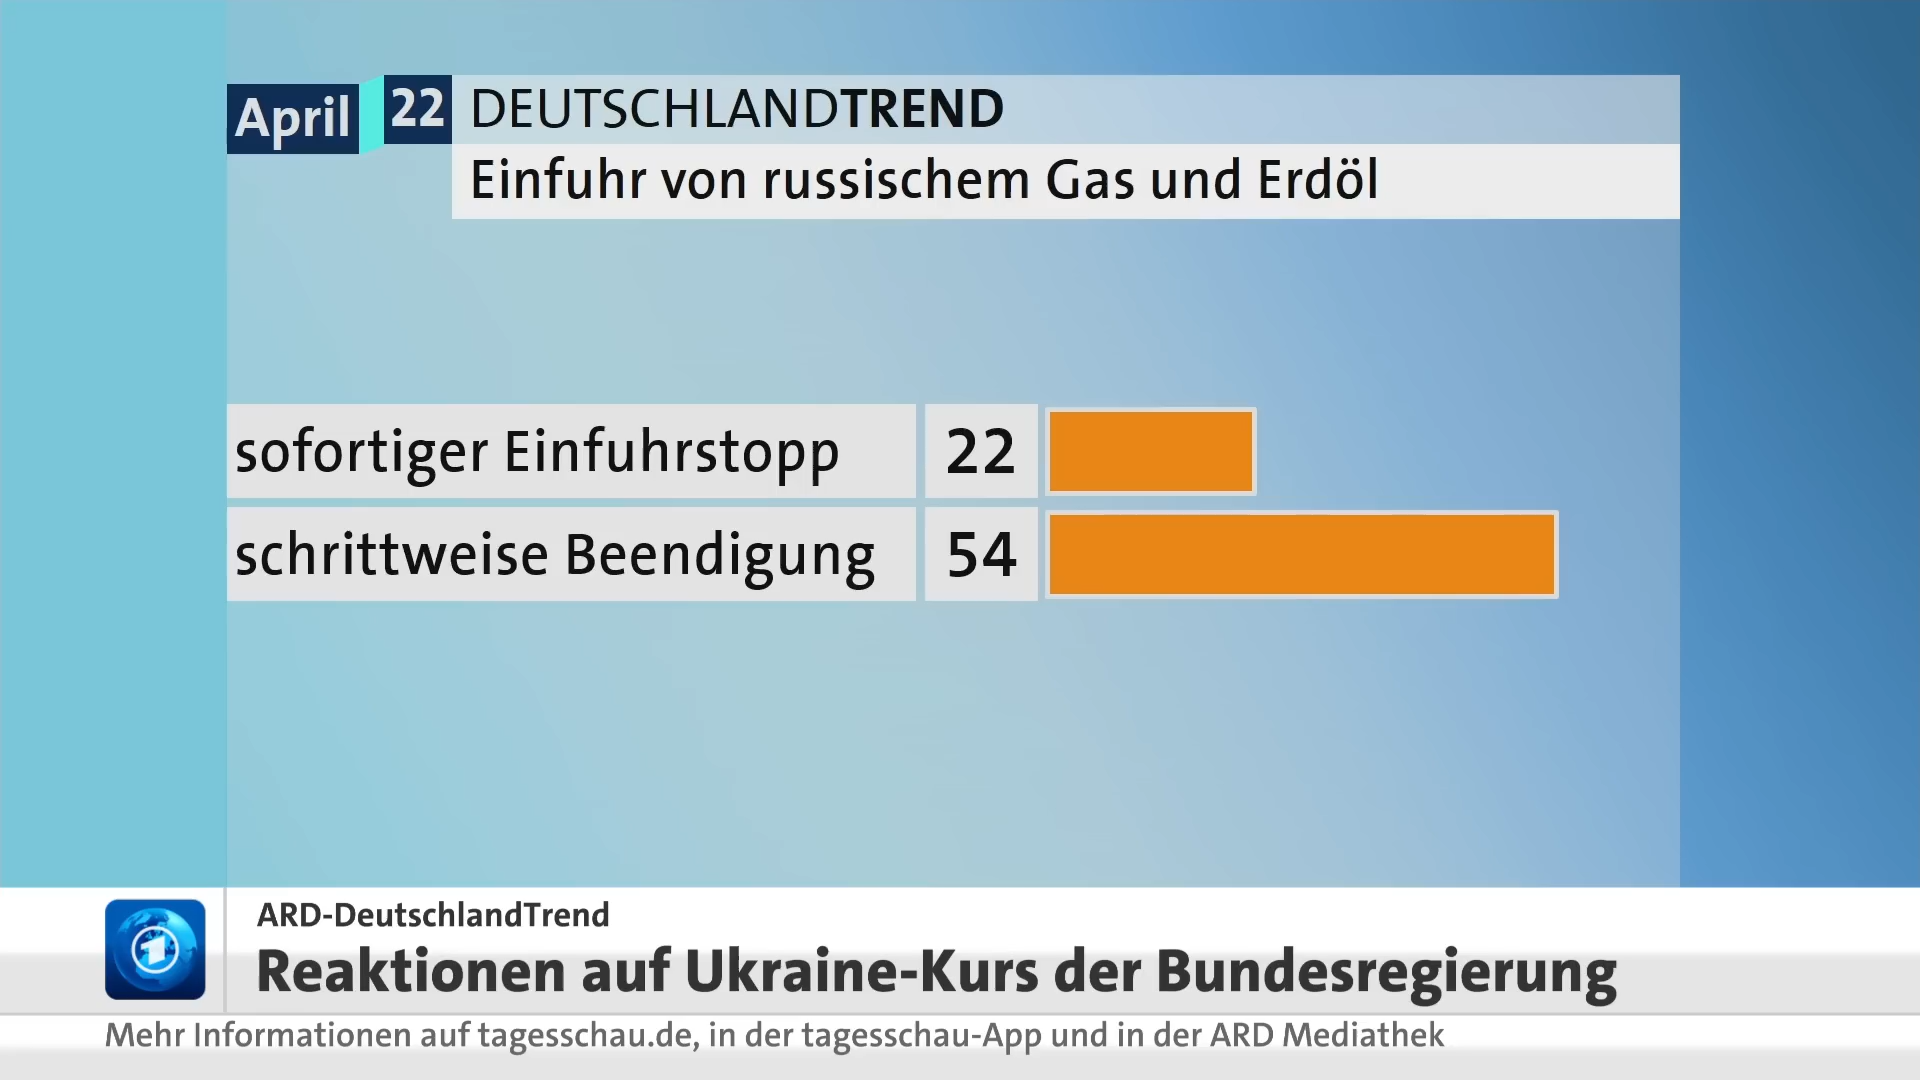 April 22 DEUTSCHLANDTREND
Einfuhr von russischem Gas und Erdöl
sofortiger Einfuhrstopp 22
schrittweise Beendigung 54
ARD-DeutschlandTrend
Reaktionen auf Ukraine-Kurs der Bundesregierung
Mehr Informationen auf tagesschau.de, in der tagesschau-App und in der ARD Mediathek